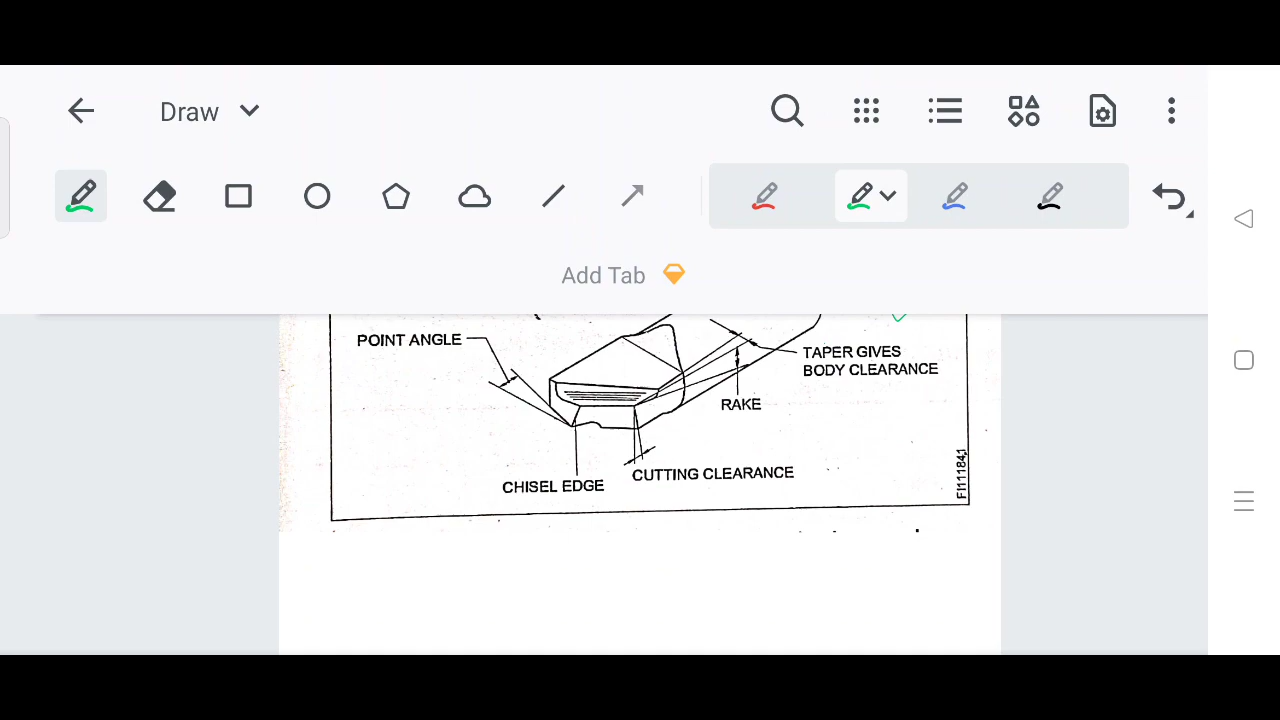 Draw
Add Tab
POINT ANGLE
TAPER GIVES
BODY CLEARANCE
RAKE
CUTTING CLEARANCE
CHISEL EDGE
FI111841